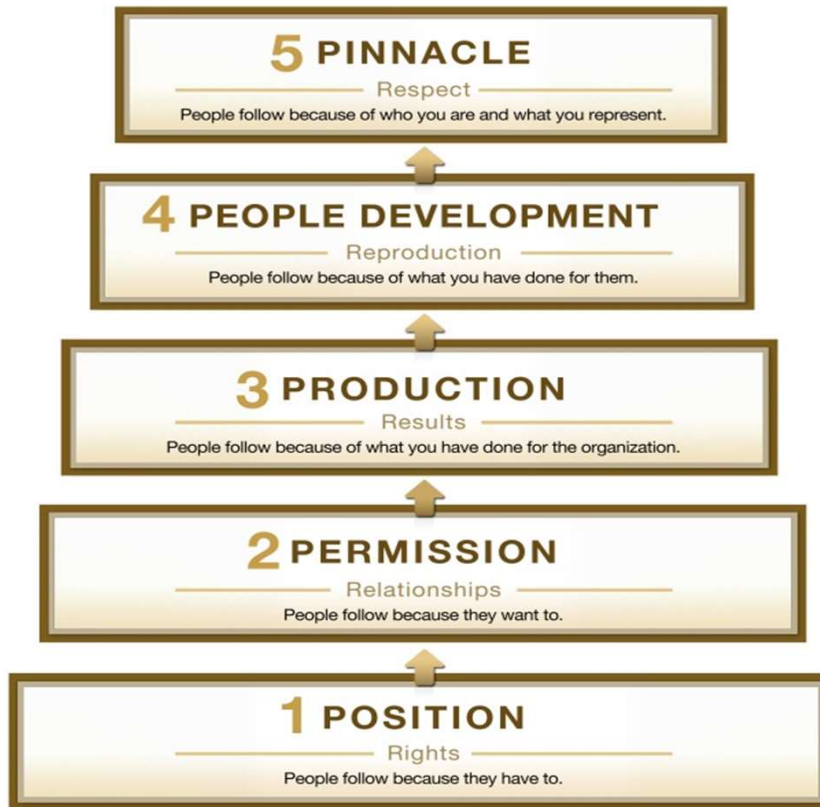 5 PINNACLE
Respect
People follow because of who you are and what you represent.
4 PEOPLE DEVELOPMENT
Reproduction
People follow because of what you have done for them.
3 PRODUCTION
Results
People follow because of what you have done for the organization.
2 PERMISSION
Relationships
People follow because they want to.
1 POSITION
Rights
People follow because they have to.